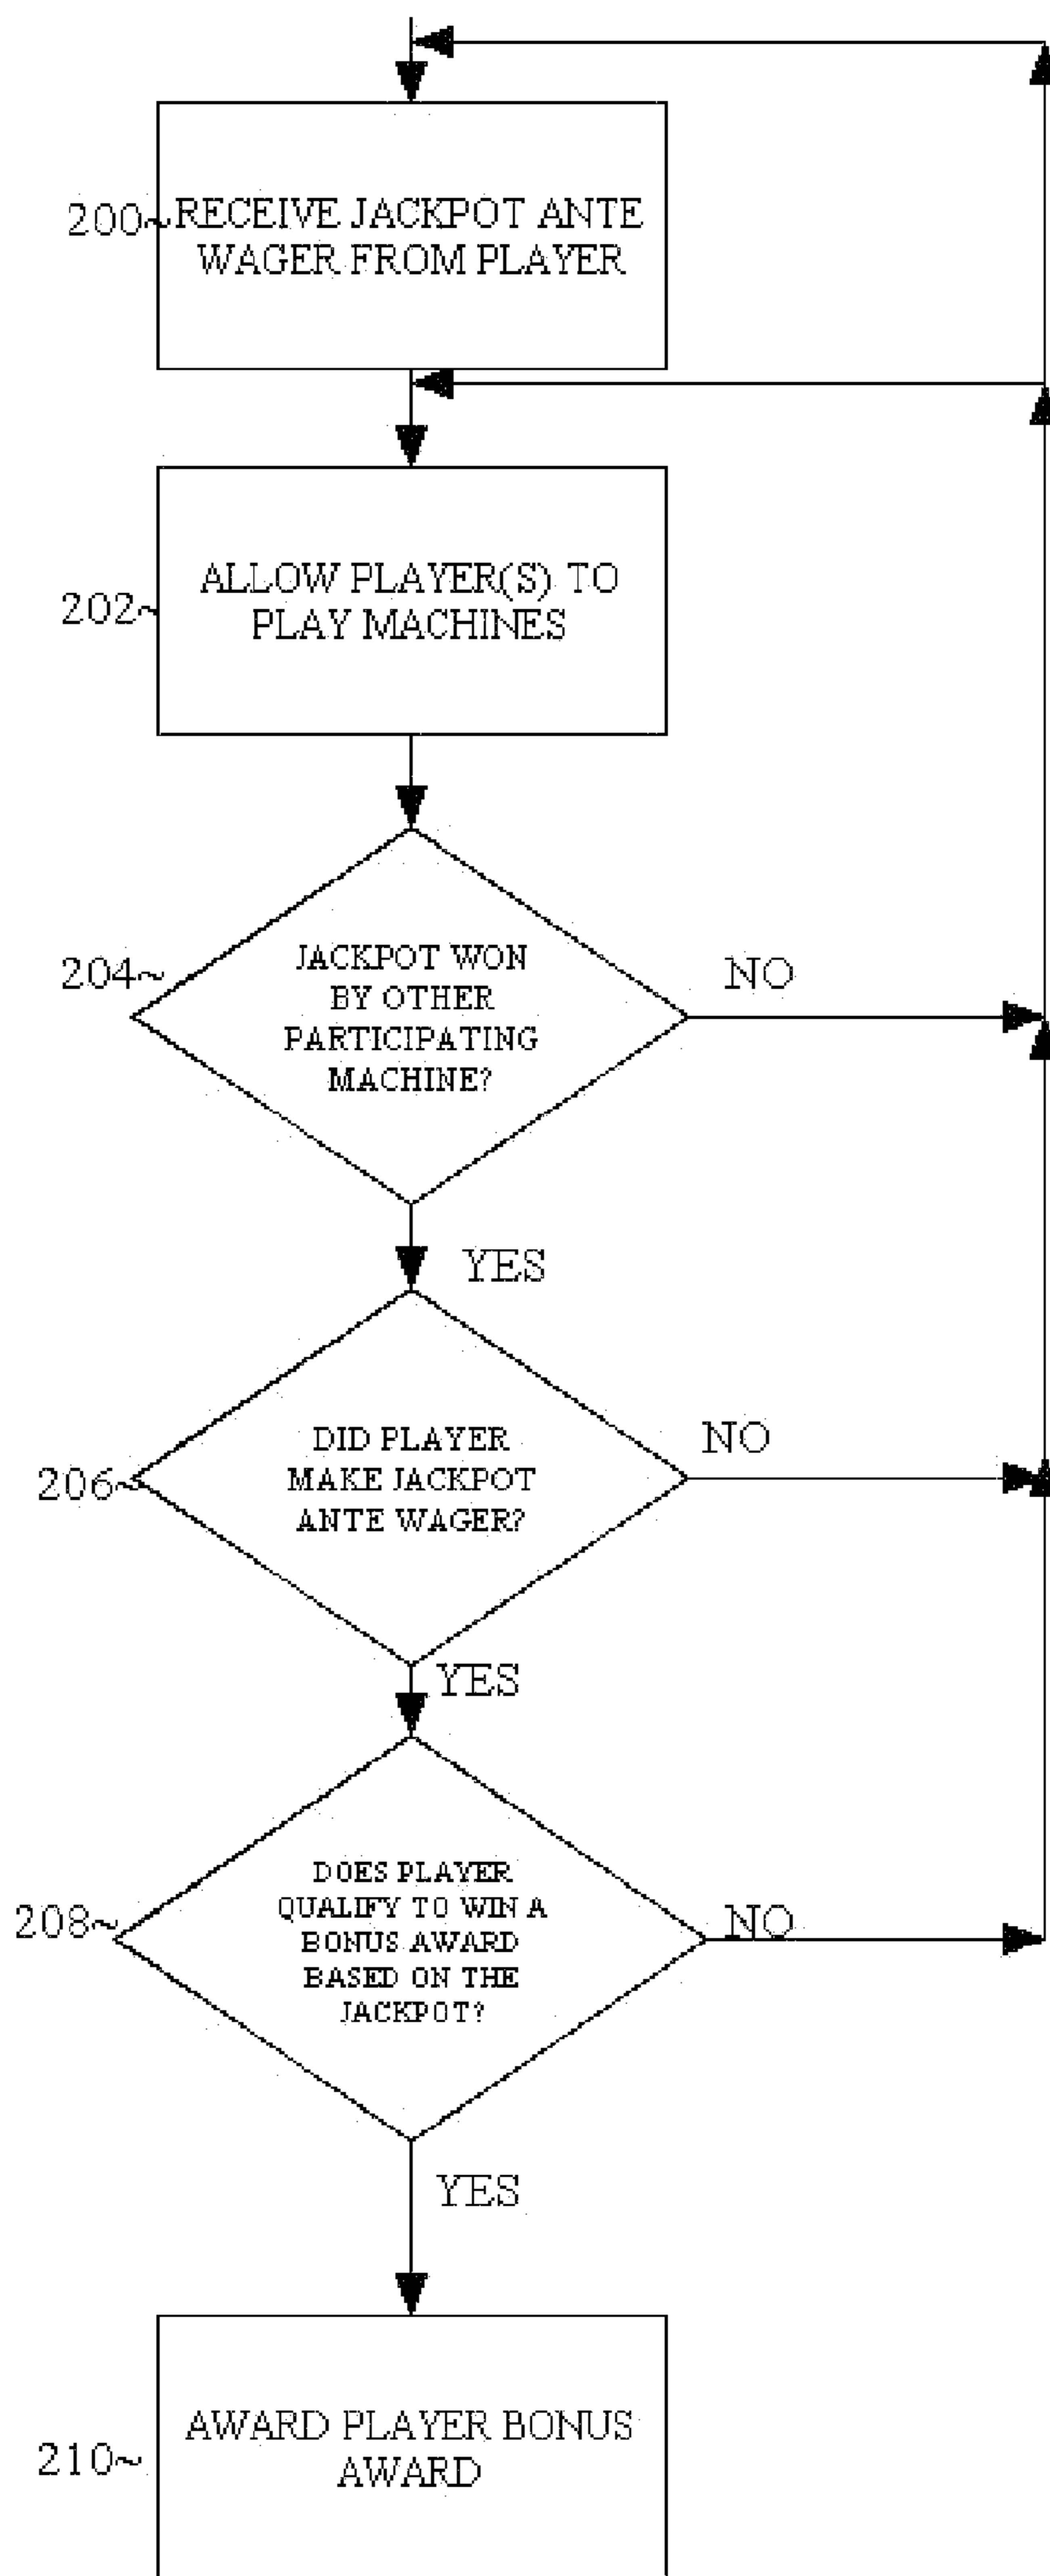 200~
RECEIVE JACKPOT ANTE
WAGER FROM PLAYER
202~
ALLOW PLAYER(S) TO
PLAY MACHINES
204~
JACKPOT WON
BY OTHER
PARTICIPATING
MACHINE?
NO
YES
206~
DID PLAYER
MAKE JACKPOT
ANTE WAGER?
NO
YES
208~
DOES PLAYER
QUALIFY TO WIN A
BONUS AWARD
BASED ON THE
JACKPOT?
NO
YES
210~
AWARD PLAYER BONUS
AWARD